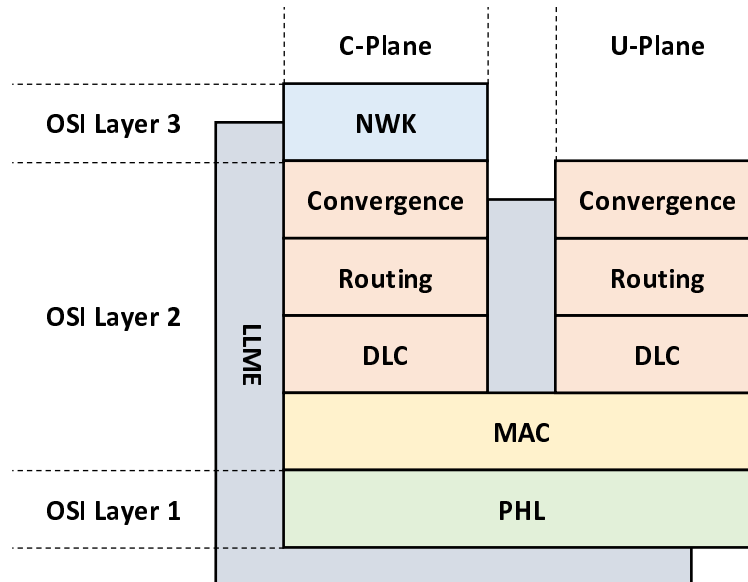 C-Plane U-Plane
OSI Layer 3 NWK
Convergence Convergence
Routing Routing
OSI Layer 2
LLME
DLC DLC
MAC
OSI Layer 1 PHL